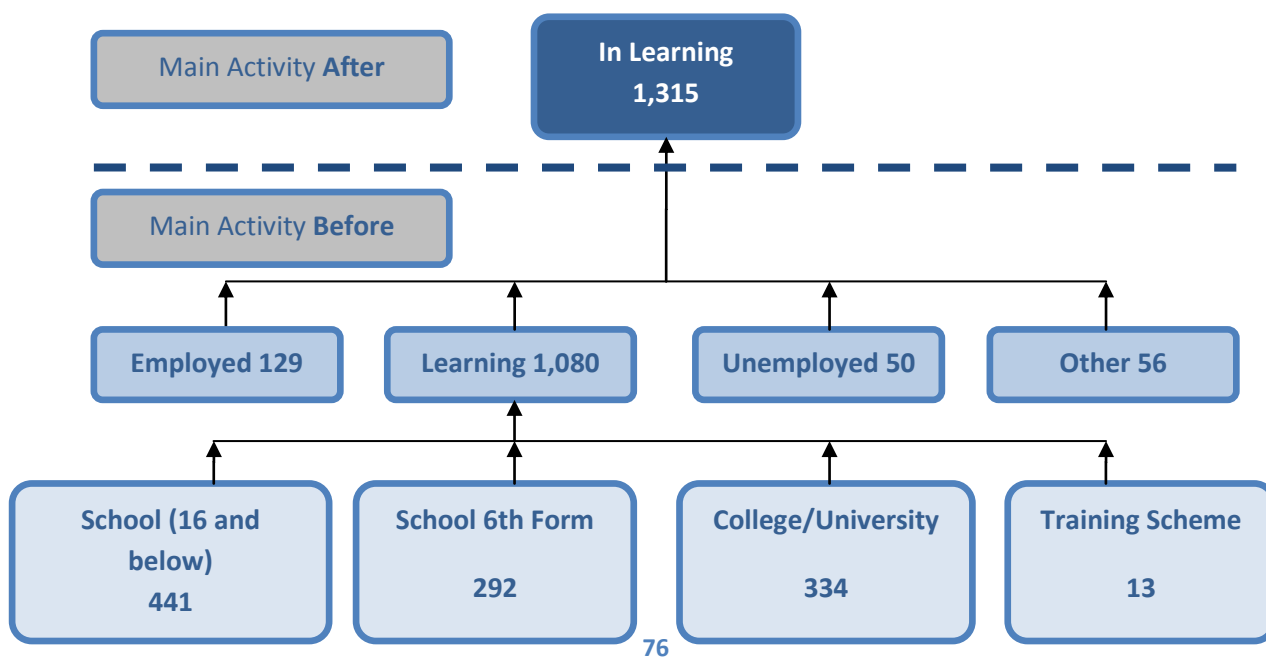 Main Activity After
In Learning
1,315
Main Activity Before
Employed 129
Learning 1,080
Unemployed 50
Other 56
School (16 and
below)
441
School 6th Form
292
College/University
334
Training Scheme
13
76